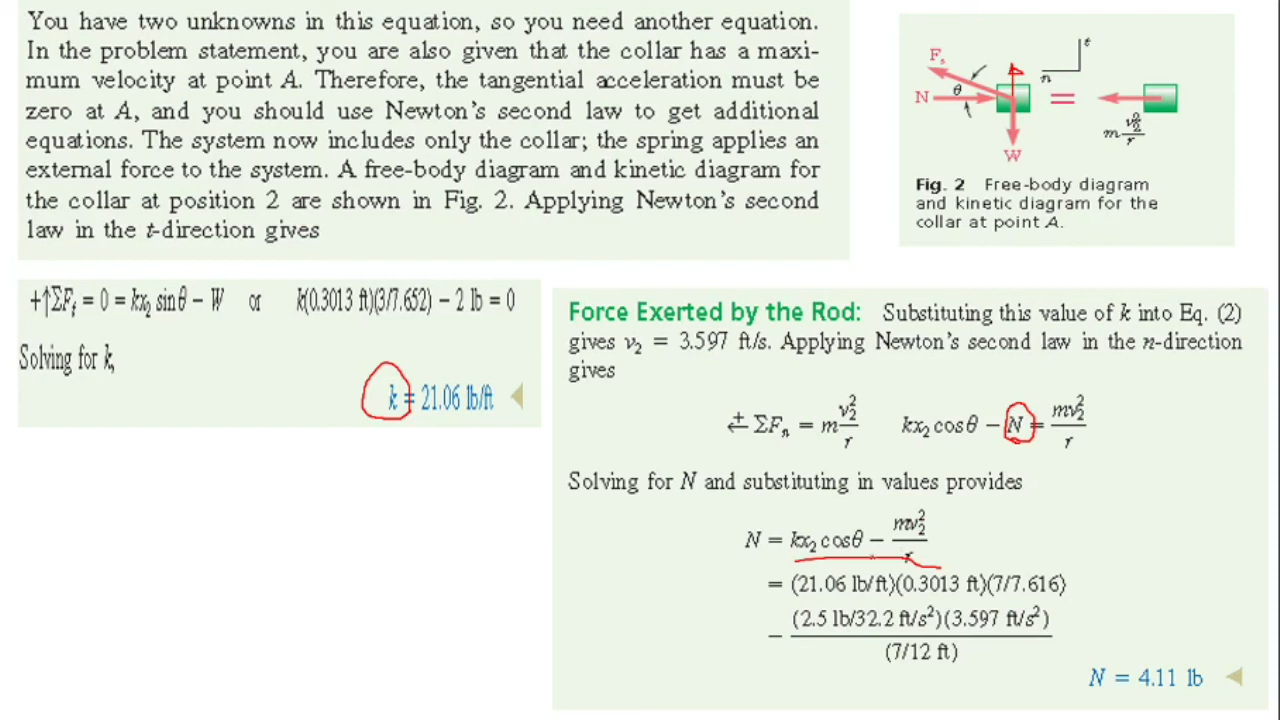 You have two unknowns in this equation, so you need another equation.
In the problem statement, you are also given that the collar has a maxi-
mum velocity at point A. Therefore, the tangential acceleration must be
zero at A, and you should use Newton's second law to get additional
equations. The system now includes only the collar; the spring applies an
external force to the system. A free-body diagram and kinetic diagram for
the collar at position 2 are shown in Fig. 2. Applying Newton's second
law in the t-direction gives
F_s
θ
N
W
n
t
=
m v₂²/r
Fig. 2 Free-body diagram
and kinetic diagram for the
collar at point A.
+↑ΣF_t = 0 = kx₂ sinθ − W or k(0.3013 ft)(3/7.652) − 2 lb = 0
Solving for k,
k = 21.06 lb/ft
Force Exerted by the Rod: Substituting this value of k into Eq. (2)
gives v₂ = 3.597 ft/s. Applying Newton's second law in the n-direction
gives
+← ΣF_n = m v₂²/r kx₂ cosθ − N = mv₂²/r
Solving for N and substituting in values provides
N = kx₂ cosθ − mv₂²/r
= (21.06 lb/ft)(0.3013 ft)(7/7.616)
− (2.5 lb/32.2 ft/s²)(3.597 ft/s²)
(7/12 ft)
N = 4.11 lb